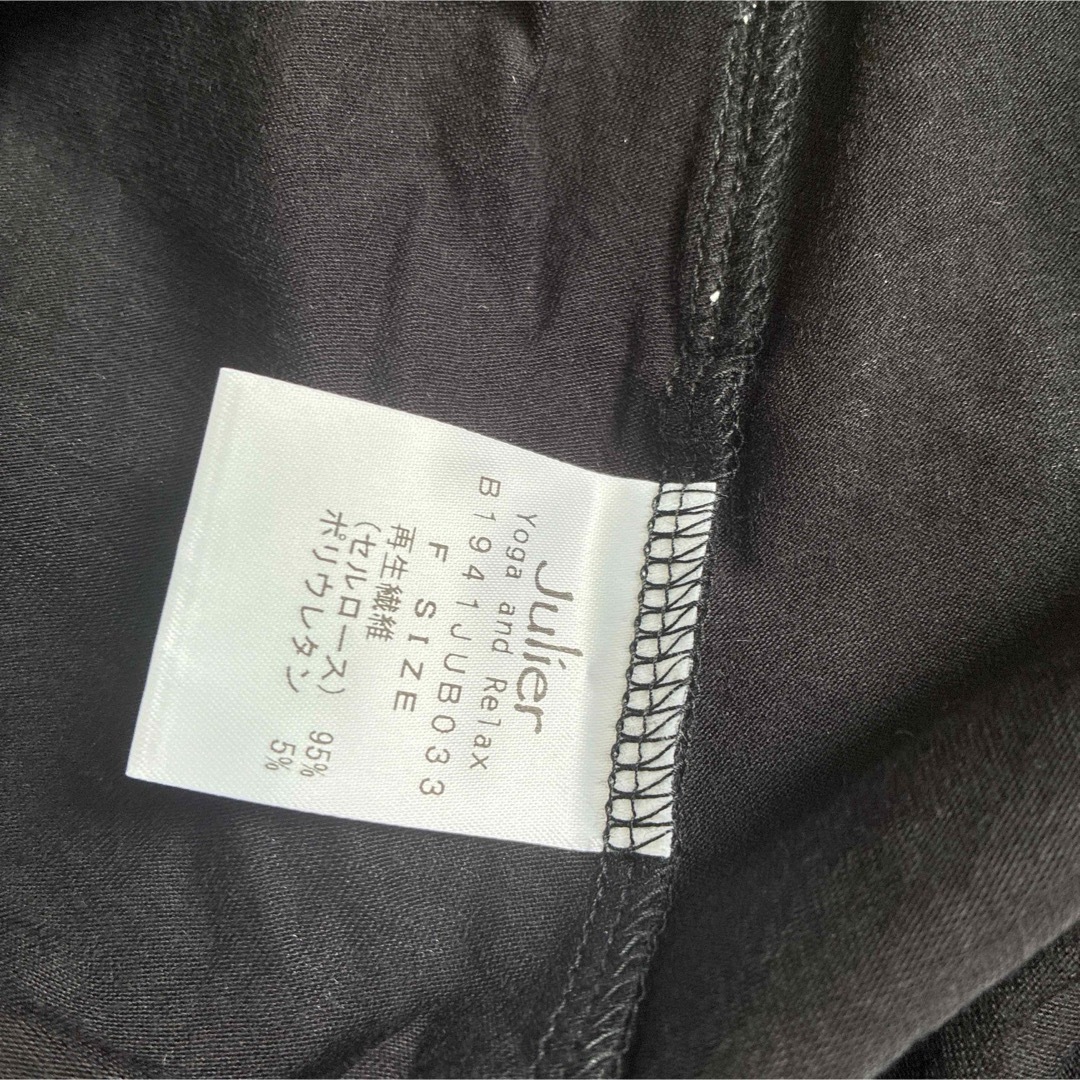 Julier
Yoga and Relax
B1941JUB033
F SIZE
再生繊維
(セルロース) 95%
ポリウレタン 5%